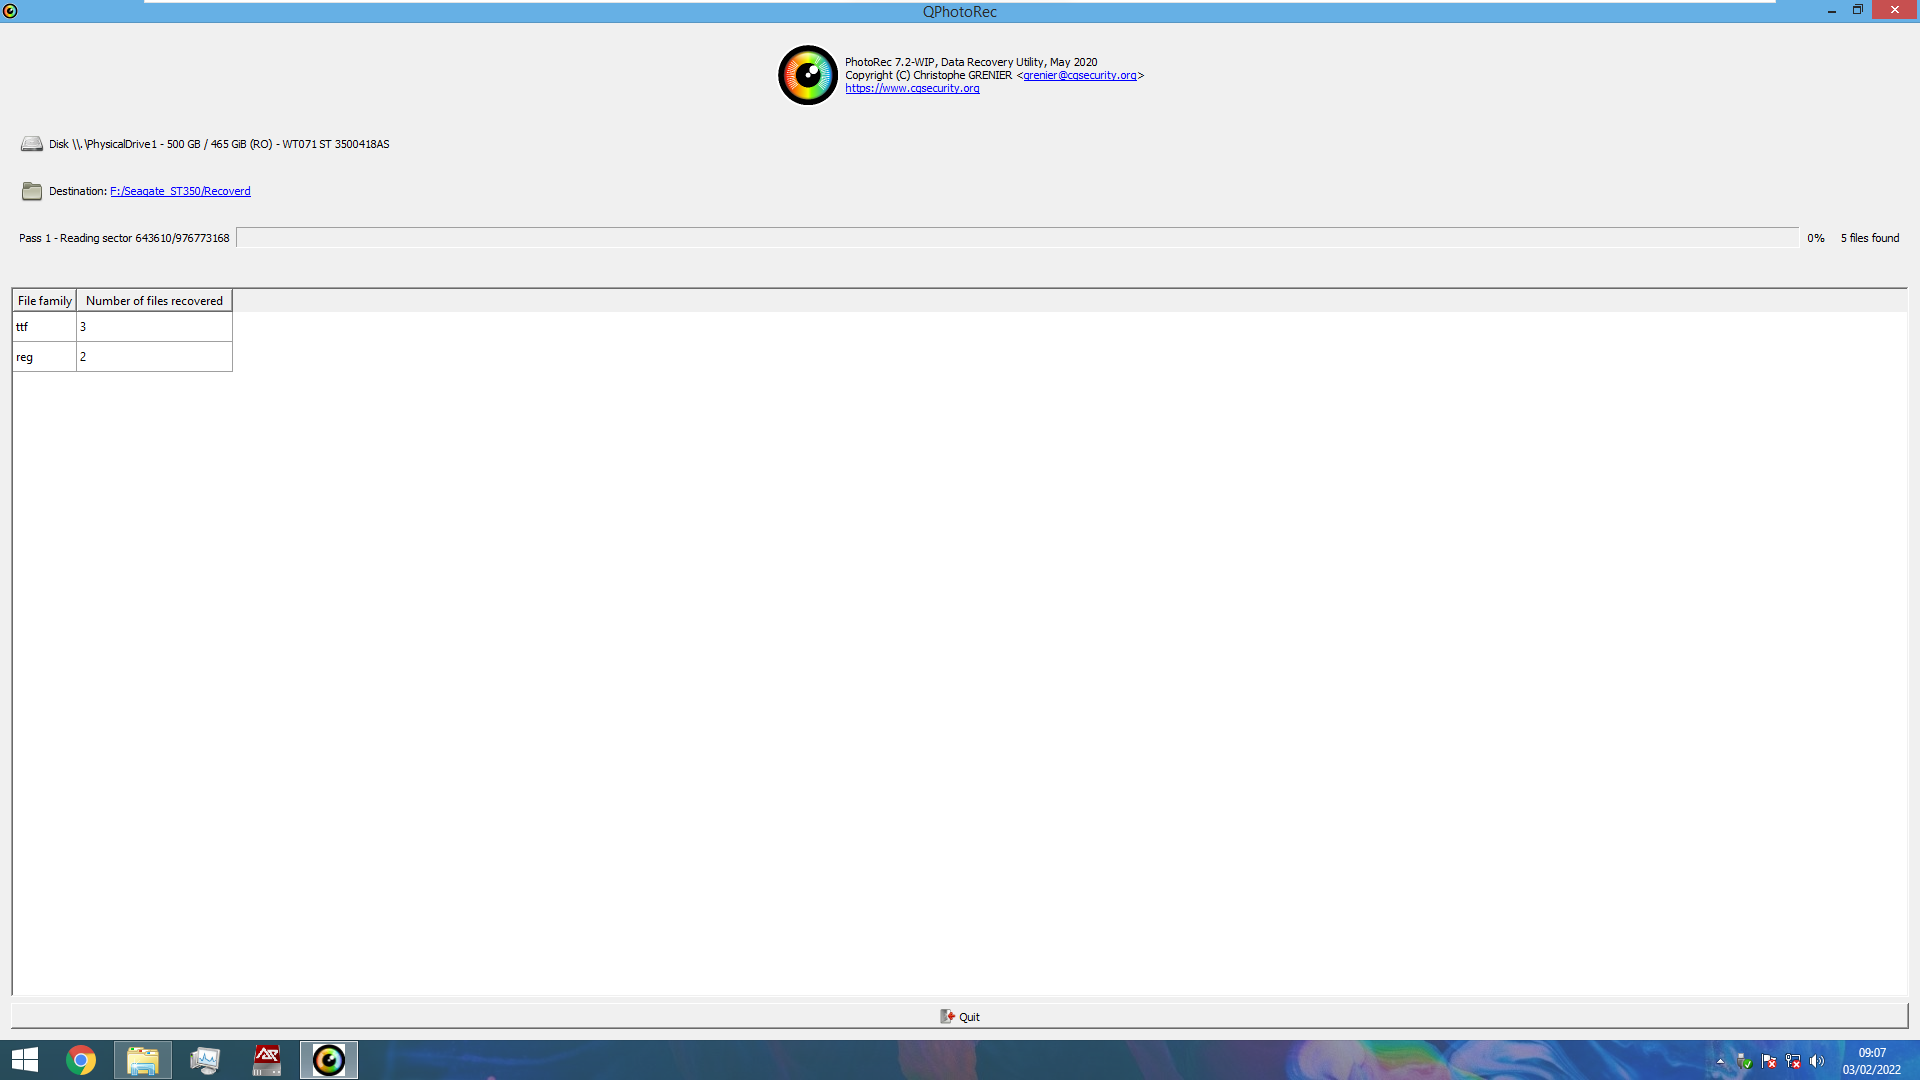 QPhotoRec
PhotoRec 7.2-WIP, Data Recovery Utility, May 2020
Copyright (C) Christophe GRENIER <grenier@cgsecurity.org>
https://www.cgsecurity.org
Disk \\.\PhysicalDrive1 - 500 GB / 465 GiB (RO) - WT071 ST 3500418AS
Destination: F:/Seagate_ST350/Recoverd
Pass 1 - Reading sector 643610/976773168 0% 5 files found
File family Number of files recovered
ttf 3
reg 2
Quit
ASR
09:07
03/02/2022